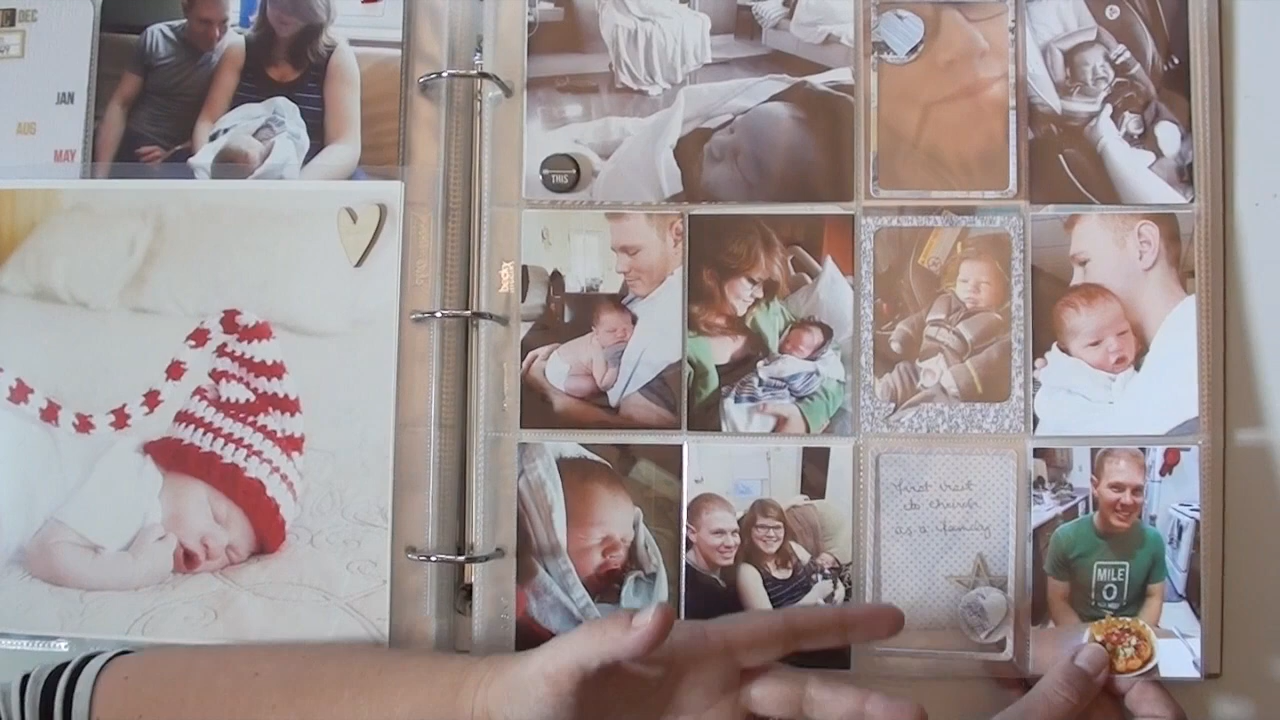 DEC
JAN
AUG
MAY
THIS
first visit
to church
as a family
MILE
0